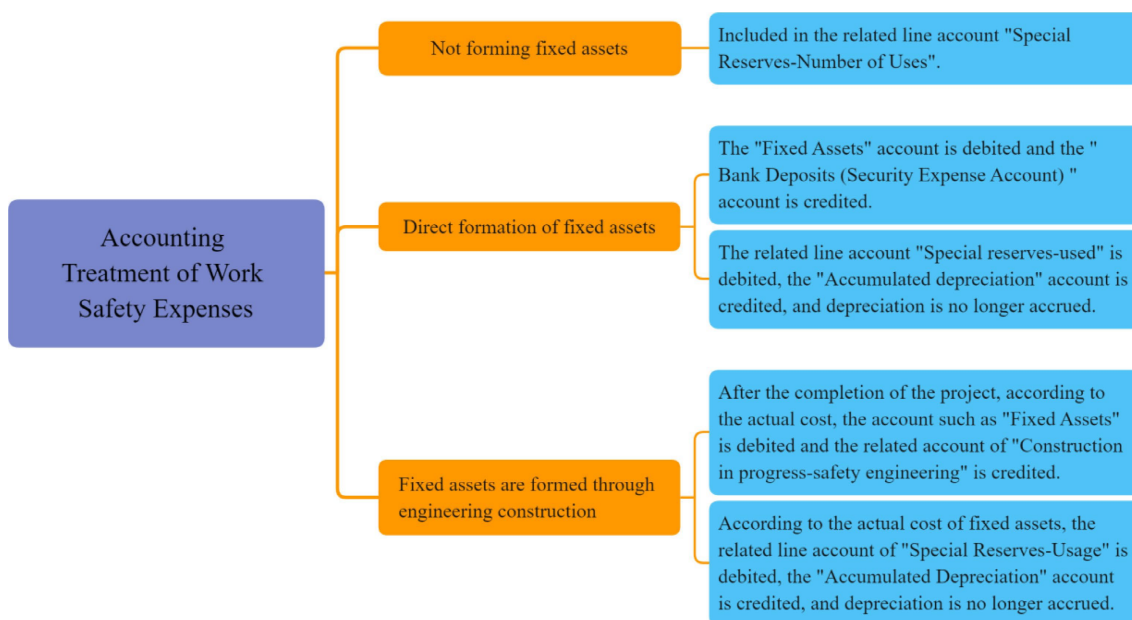 Accounting
Treatment of Work
Safety Expenses
Not forming fixed assets
Included in the related line account "Special
Reserves-Number of Uses".
Direct formation of fixed assets
The "Fixed Assets" account is debited and the "
Bank Deposits (Security Expense Account) "
account is credited.
The related line account "Special reserves-used" is
debited, the "Accumulated depreciation" account is
credited, and depreciation is no longer accrued.
Fixed assets are formed through
engineering construction
After the completion of the project, according to
the actual cost, the account such as "Fixed Assets"
is debited and the related account of "Construction
in progress-safety engineering" is credited.
According to the actual cost of fixed assets, the
related line account of "Special Reserves-Usage" is
debited, the "Accumulated Depreciation" account
is credited, and depreciation is no longer accrued.